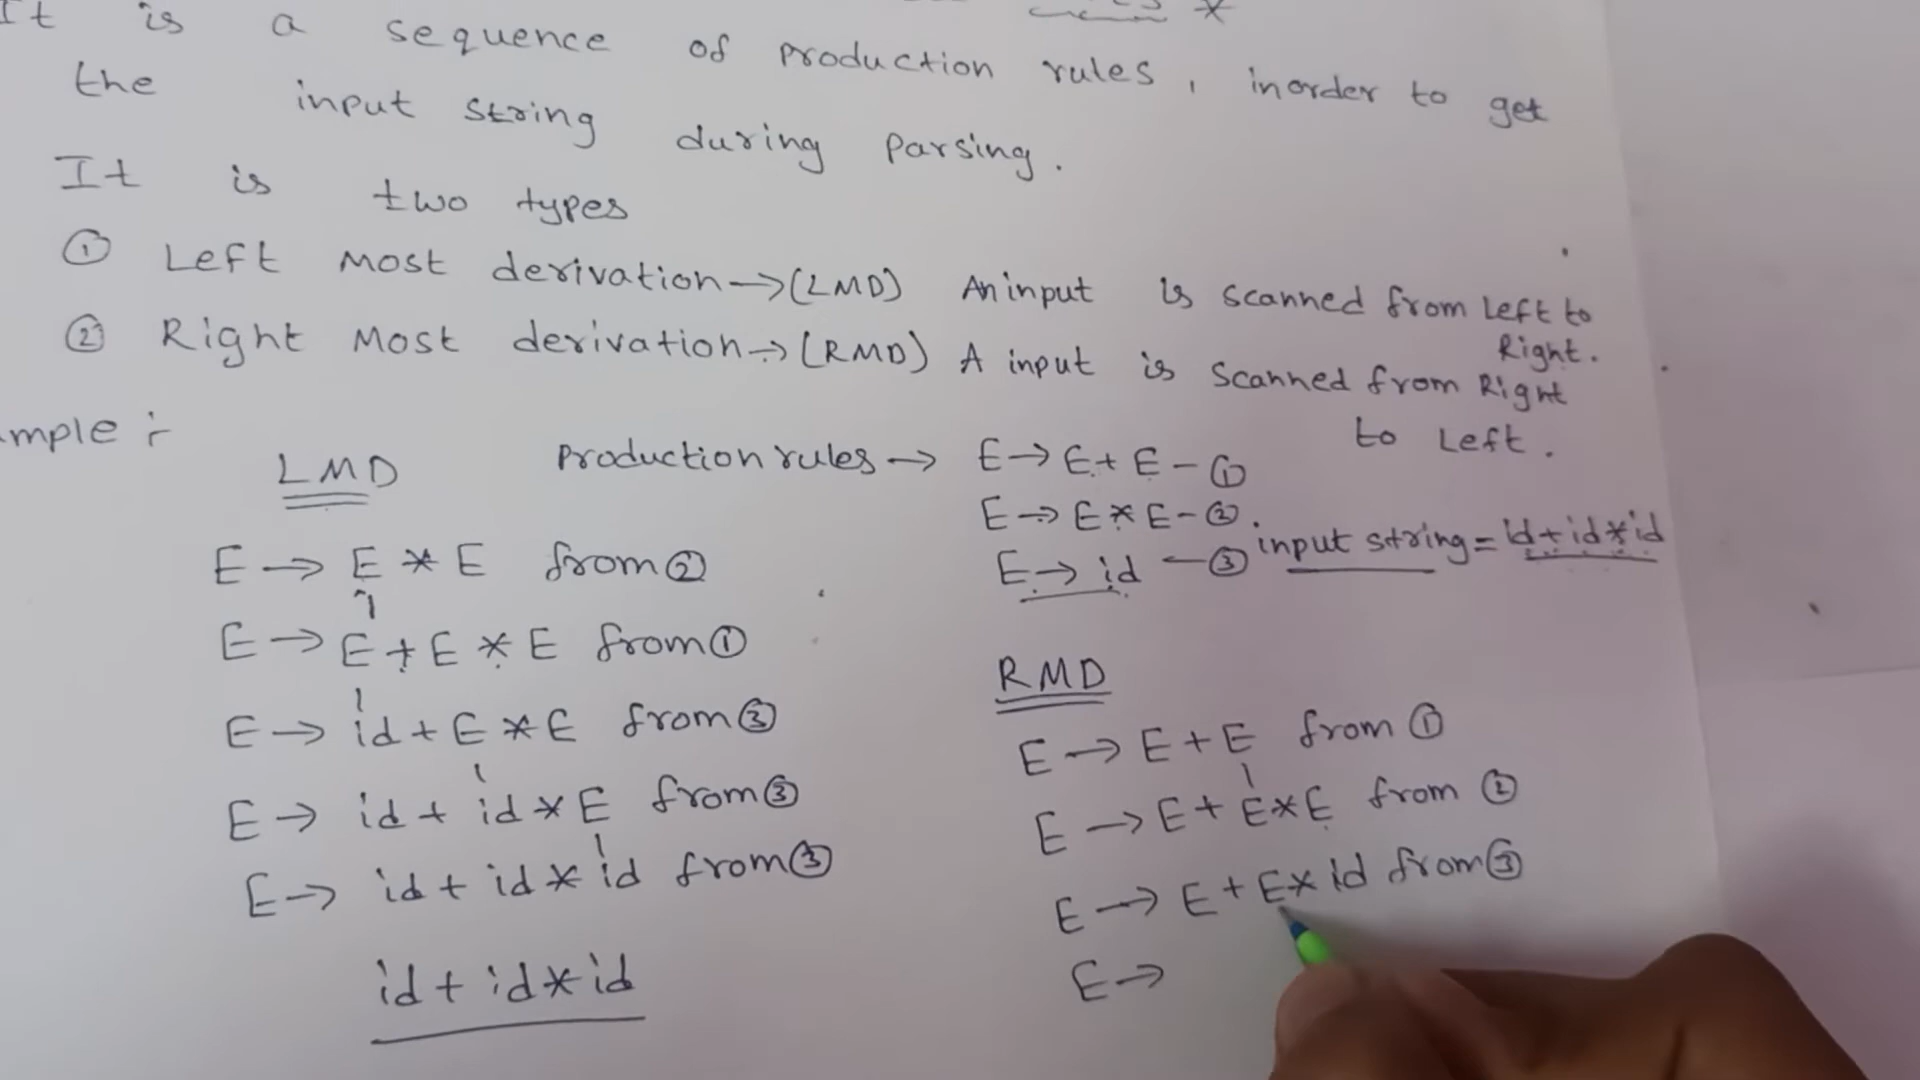 It is a sequence of production rules, inorder to get
the input string during parsing.
It is two types
① Left most derivation → (LMD) An input is scanned from Left to Right.
② Right most derivation → (RMD) A input is scanned from Right to Left.
LMD
Production rules → E → E + E - ①
E → E * E - ②.
E → id - ③
input string = id + id * id
E → E * E from ②
E → E + E * E from ①
E → id + E * E from ③
E → id + id * E from ③
E → id + id * id from ③
id + id * id
RMD
E → E + E from ①
E → E + E * E from ②
E → E + E * id from ③
E →